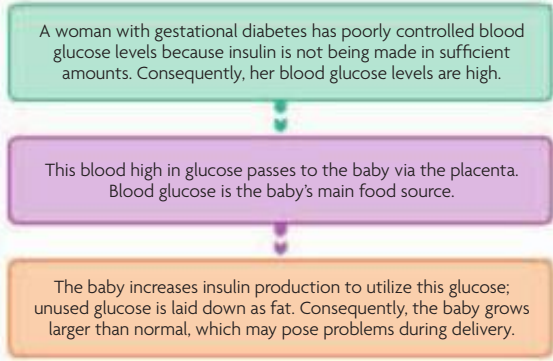 A woman with gestational diabetes has poorly controlled blood
glucose levels because insulin is not being made in sufficient
amounts. Consequently, her blood glucose levels are high.
This blood high in glucose passes to the baby via the placenta.
Blood glucose is the baby's main food source.
The baby increases insulin production to utilize this glucose;
unused glucose is laid down as fat. Consequently, the baby grows
larger than normal, which may pose problems during delivery.